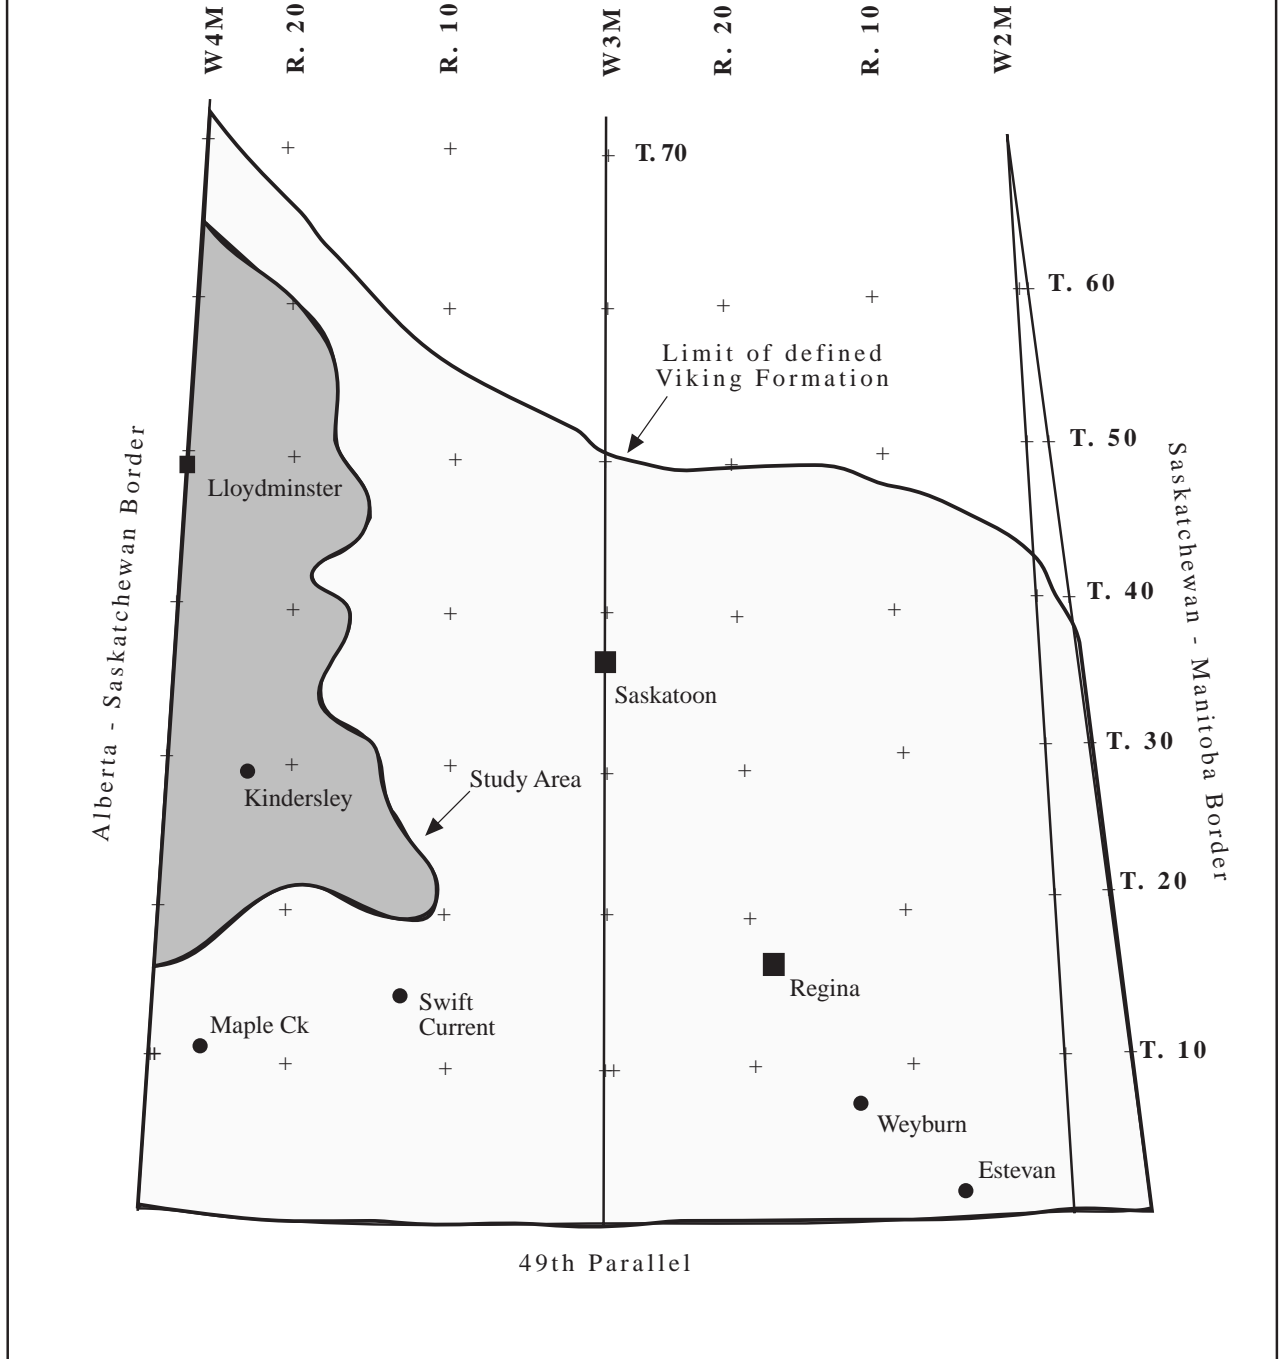 W4M
R. 20
R. 10
W3M
R. 20
R. 10
W2M
T. 70
T. 60
Limit of defined
Viking Formation
T. 50
Lloydminster
Alberta - Saskatchewan Border
Saskatchewan - Manitoba Border
T. 40
Saskatoon
T. 30
Study Area
Kindersley
T. 20
Regina
Swift
Current
Maple Ck
T. 10
Weyburn
Estevan
49th Parallel